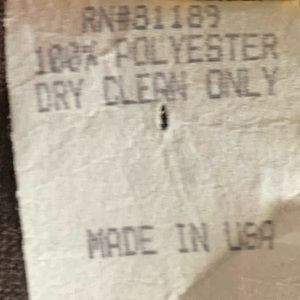 RN#81189
100% POLYESTER
DRY CLEAN ONLY
MADE IN USA